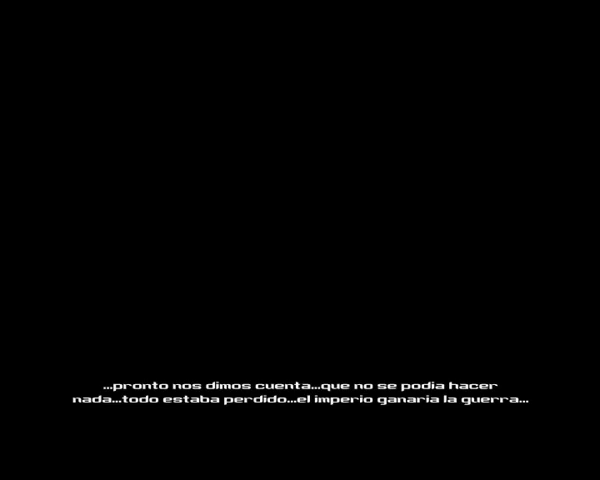 ...pronto nos dimos cuenta...que no se podia hacer
nada...todo estaba perdido...el imperio ganaria la guerra...